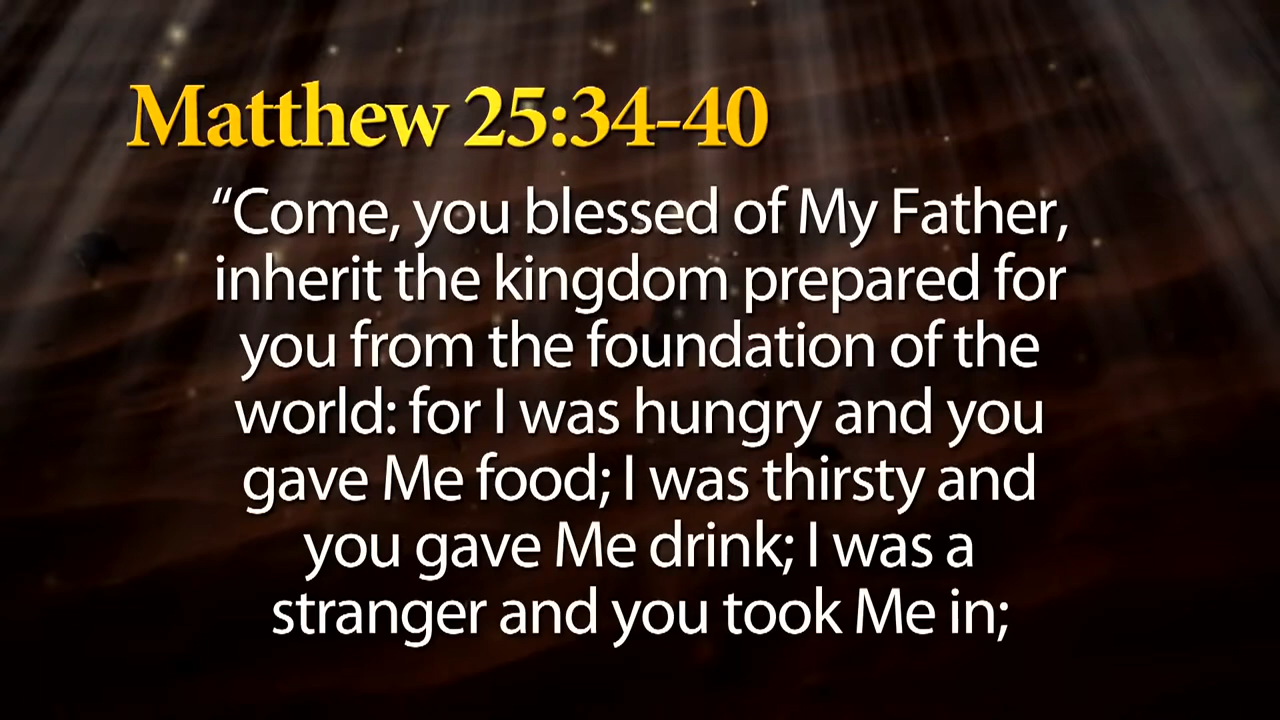 Matthew 25:34-40
“Come, you blessed of My Father,
inherit the kingdom prepared for
you from the foundation of the
world: for I was hungry and you
gave Me food; I was thirsty and
you gave Me drink; I was a
stranger and you took Me in;